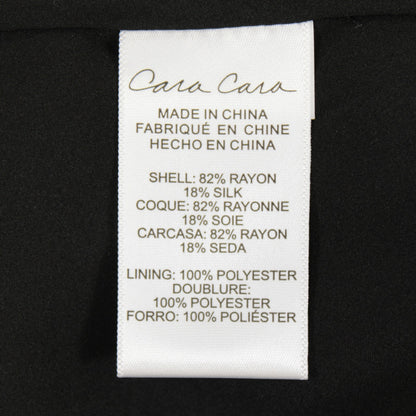 Cara Cara
MADE IN CHINA
FABRIQUÉ EN CHINE
HECHO EN CHINA
SHELL: 82% RAYON
18% SILK
COQUE: 82% RAYONNE
18% SOIE
CARCASA: 82% RAYON
18% SEDA
LINING: 100% POLYESTER
DOUBLURE:
100% POLYESTER
FORRO: 100% POLIÉSTER